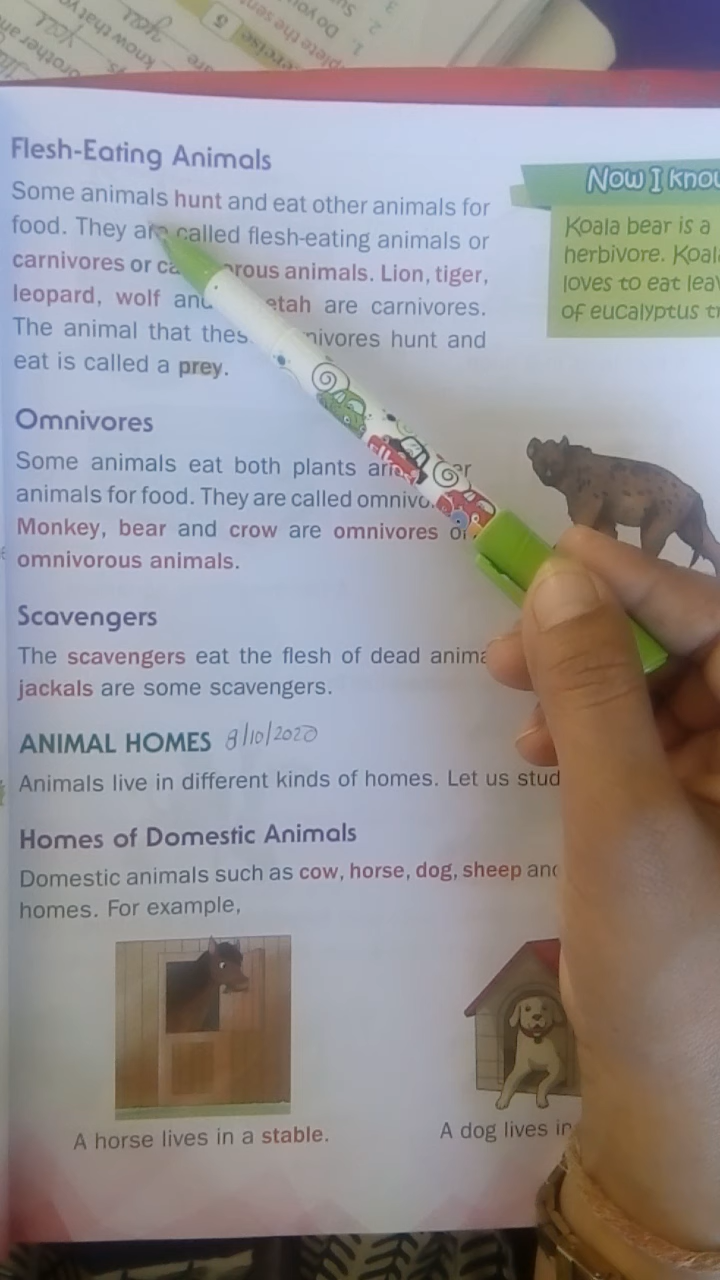 Flesh-Eating Animals
Some animals hunt and eat other animals for
food. They are called flesh-eating animals or
carnivores or ca rous animals. Lion, tiger,
leopard, wolf and etah are carnivores.
The animal that thes nivores hunt and
eat is called a prey.
Omnivores
Some animals eat both plants an er
animals for food. They are called omnivo
Monkey, bear and crow are omnivores or
omnivorous animals.
Scavengers
The scavengers eat the flesh of dead anima
jackals are some scavengers.
ANIMAL HOMES 8/10/2020
Animals live in different kinds of homes. Let us stud
Homes of Domestic Animals
Domestic animals such as cow, horse, dog, sheep and
homes. For example,
A horse lives in a stable.
A dog lives in
Now I know
Koala bear is a
herbivore. Koal
loves to eat leav
of eucalyptus tr